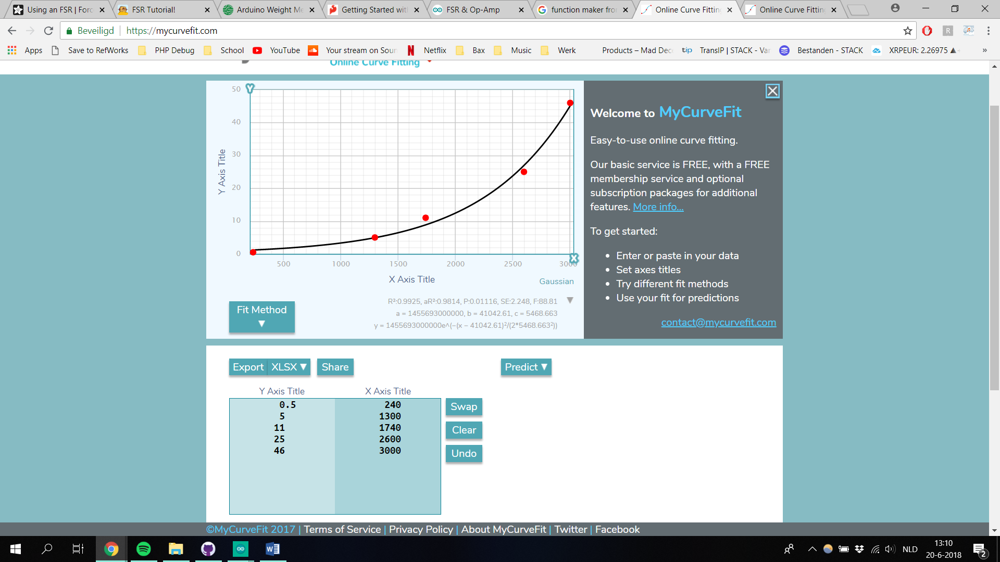 Using an FSR | Forc
FSR Tutorial!
Arduino Weight Me
Getting Started wit
FSR & Op-Amp
function maker fro
Online Curve Fittin
Online Curve Fittin
Beveiligd https://mycurvefit.com
R
Apps Save to RefWorks PHP Debug School YouTube Your stream on Soun Netflix Bax Music Werk Products – Mad Dec tip TransIP | STACK - Var Bestanden - STACK XRPEUR: 2.26975 ▲ »
Online Curve Fitting
Y
50
40
30
20
10
0
Y Axis Title
500 1000 1500 2000 2500 3000
X
X Axis Title
Gaussian
R²:0.9925, aR²:0.9814, P:0.01116, SE:2.248, F:88.81 ▼
a = 1455693000000, b = 41042.61, c = 5468.663
y = 1455693000000e^(−(x − 41042.61)²/(2*5468.663²))
Fit Method
▼
Welcome to MyCurveFit
Easy-to-use online curve fitting.
Our basic service is FREE, with a FREE
membership service and optional
subscription packages for additional
features. More info...
To get started:
• Enter or paste in your data
• Set axes titles
• Try different fit methods
• Use your fit for predictions
contact@mycurvefit.com
Export XLSX ▼ Share Predict ▼
Y Axis Title X Axis Title
0.5 240
5 1300
11 1740
25 2600
46 3000
Swap
Clear
Undo
©MyCurveFit 2017 | Terms of Service | Privacy Policy | About MyCurveFit | Twitter | Facebook
W
NLD
13:10
20-6-2018
2